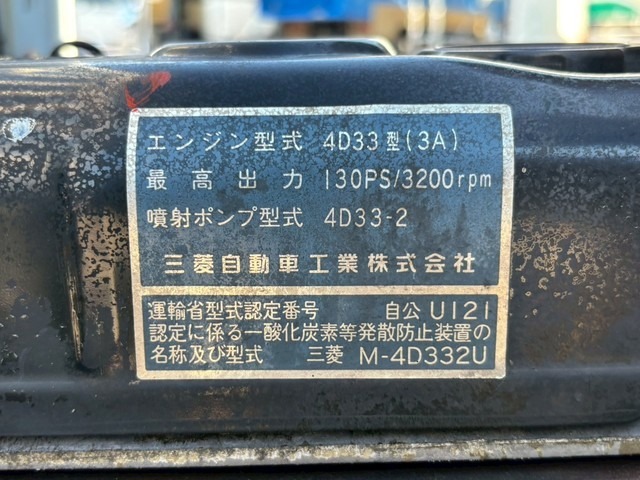 エンジン型式 4D33型(3A)
最高出力 130PS/3200rpm
噴射ポンプ型式 4D33-2
三菱自動車工業株式会社
運輸省型式認定番号 自公 U121
認定に係る一酸化炭素等発散防止装置の
名称及び型式 三菱 M-4D332U